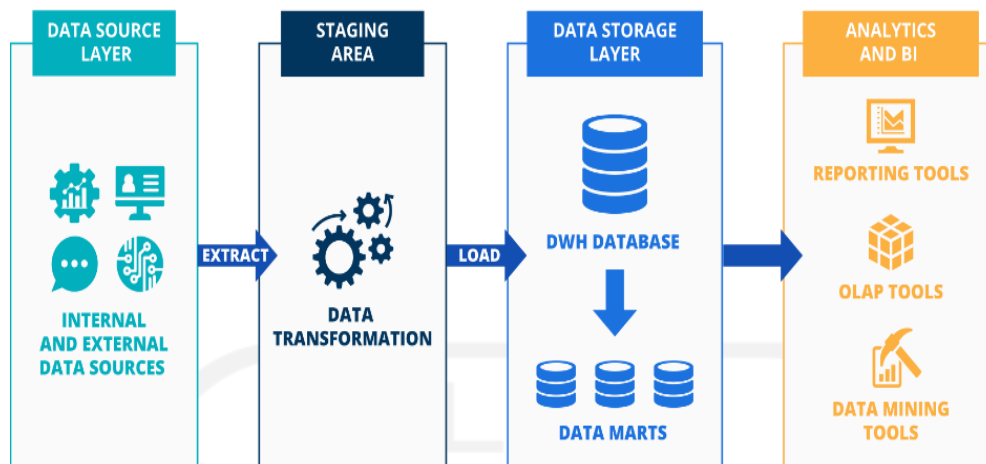 DATA SOURCE
LAYER
INTERNAL
AND EXTERNAL
DATA SOURCES
EXTRACT
STAGING
AREA
DATA
TRANSFORMATION
LOAD
DATA STORAGE
LAYER
DWH DATABASE
DATA MARTS
ANALYTICS
AND BI
REPORTING TOOLS
OLAP TOOLS
DATA MINING
TOOLS